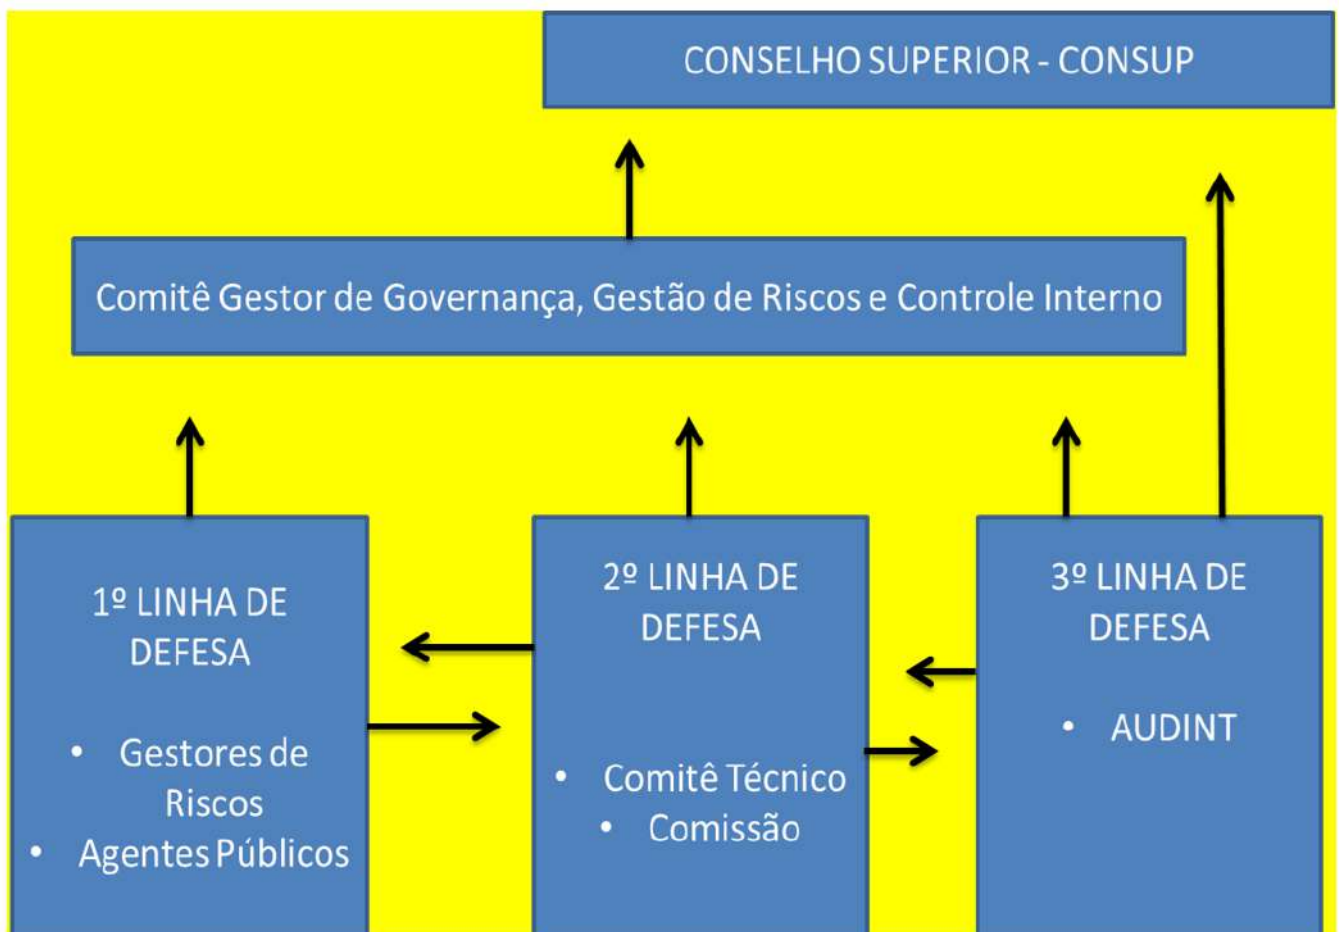 CONSELHO SUPERIOR - CONSUP
Comitê Gestor de Governança, Gestão de Riscos e Controle Interno
1º LINHA DE
DEFESA
• Gestores de
Riscos
• Agentes Públicos
2º LINHA DE
DEFESA
• Comitê Técnico
• Comissão
3º LINHA DE
DEFESA
• AUDINT